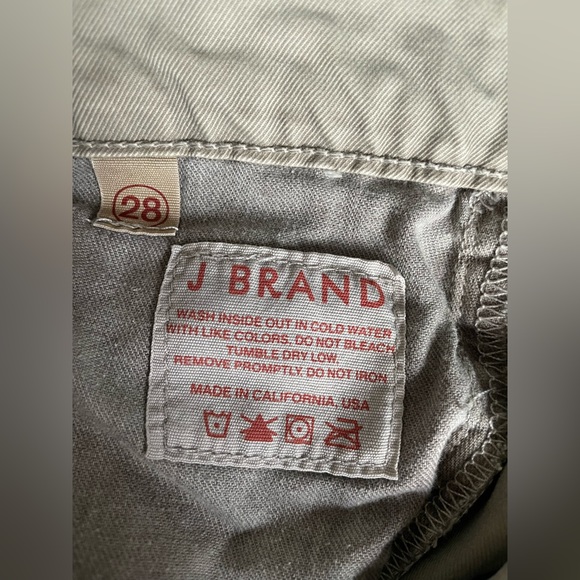 28
J BRAND
WASH INSIDE OUT IN COLD WATER
WITH LIKE COLORS. DO NOT BLEACH
TUMBLE DRY LOW.
REMOVE PROMPTLY. DO NOT IRON
MADE IN CALIFORNIA. USA